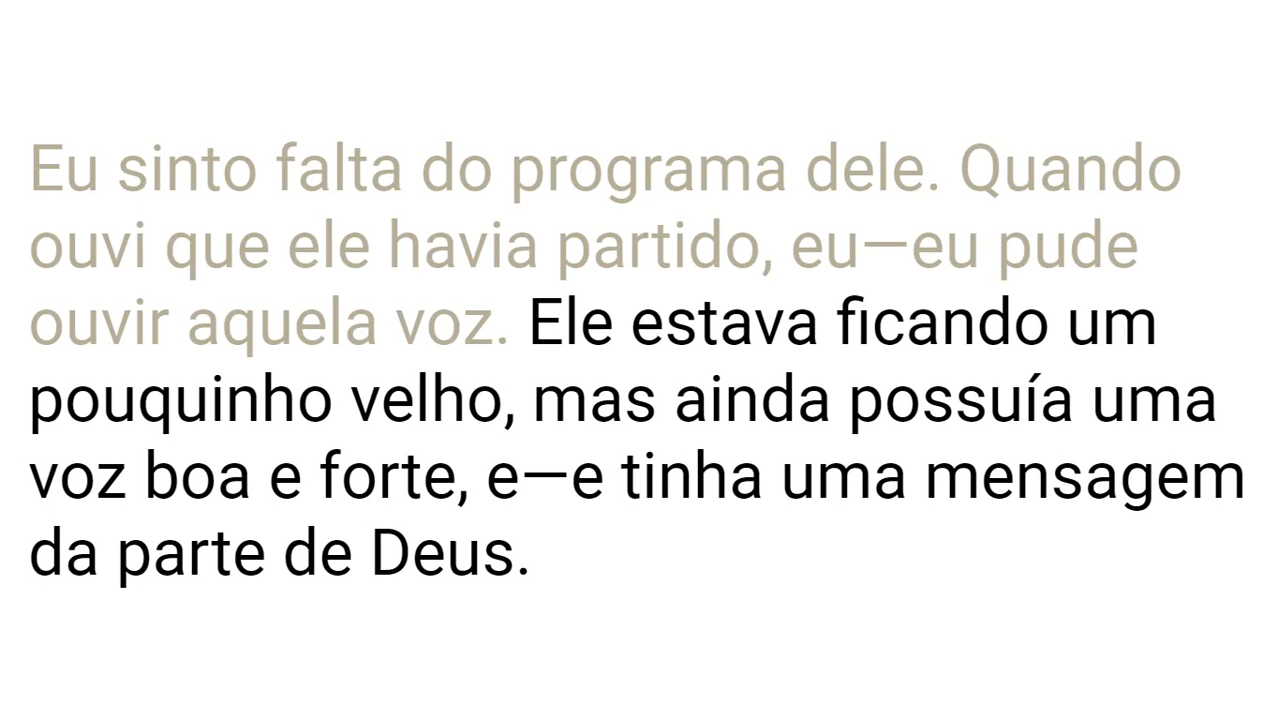 Eu sinto falta do programa dele. Quando
ouvi que ele havia partido, eu—eu pude
ouvir aquela voz. Ele estava ficando um
pouquinho velho, mas ainda possuía uma
voz boa e forte, e—e tinha uma mensagem
da parte de Deus.